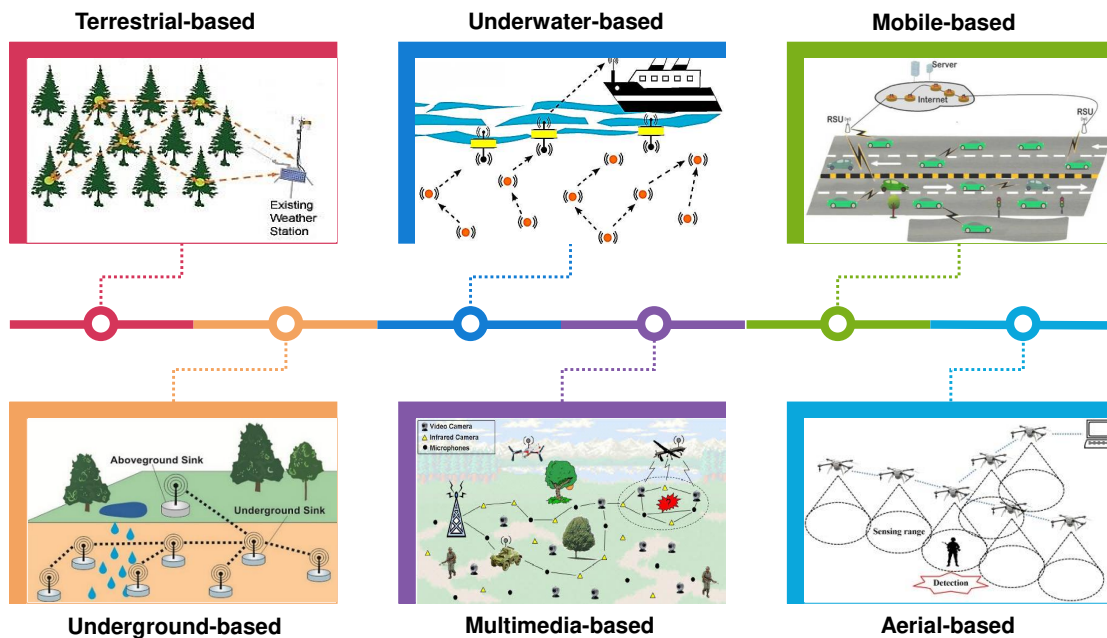 Terrestrial-based
Underwater-based
Mobile-based
Existing
Weather
Station
Server
Internet
RSU
RSU
Aboveground Sink
Underground Sink
Video Camera
Infrared Camera
Microphones
Sensing range
Detection
Underground-based
Multimedia-based
Aerial-based